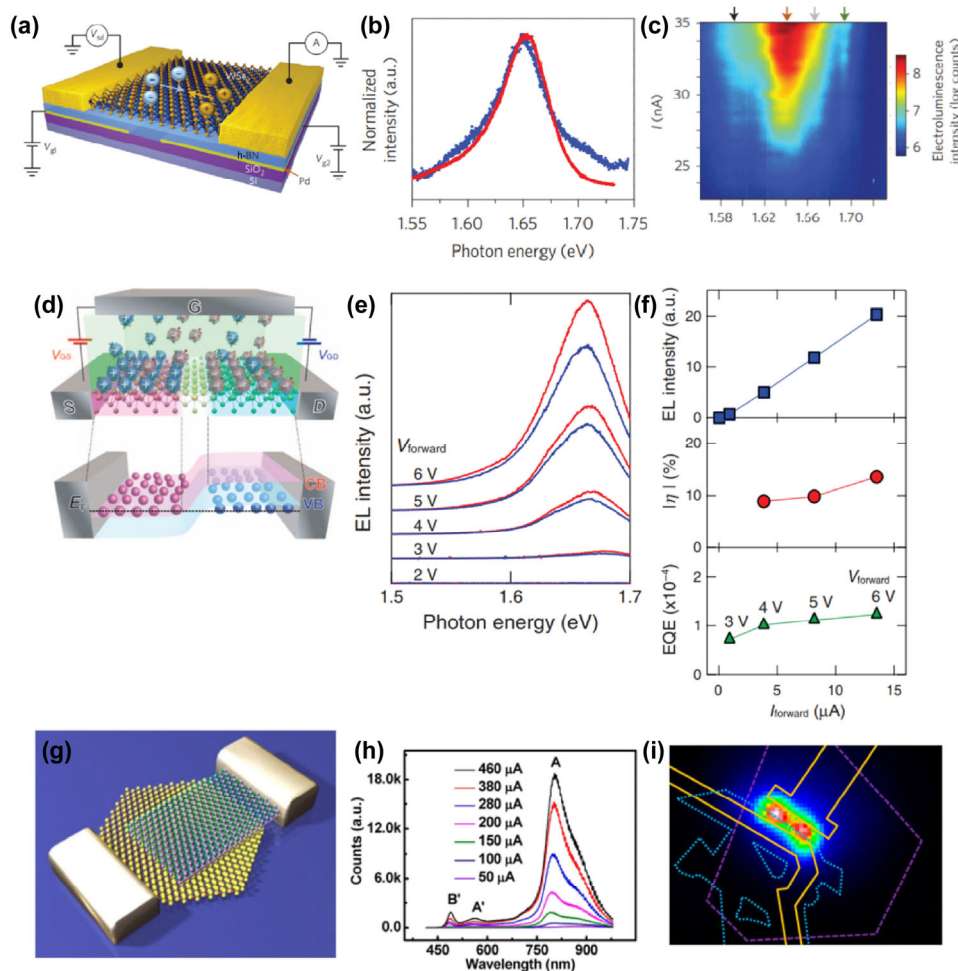 (a)
V_sd
A
WSe₂
V_g1
h-BN
SiO₂
Si
Pd
V_g2
(b)
Normalized
intensity (a.u.)
1.55 1.60 1.65 1.70 1.75
Photon energy (eV)
(c)
35
30
25
I (nA)
1.58 1.62 1.66 1.70
8
7
6
Electroluminescence
intensity (log counts)
(d)
G
V_GS
V_GD
S
D
E_F
CB
VB
(e)
EL intensity (a.u.)
V_forward
6 V
5 V
4 V
3 V
2 V
1.5 1.6 1.7
Photon energy (eV)
(f)
EL intensity (a.u.)
20
10
0
|η| (%)
20
10
0
EQE (x10⁻⁴)
2
1
0
V_forward
3 V 4 V 5 V 6 V
0 5 10 15
I_forward (μA)
(g)
(h)
Counts (a.u.)
18.0k
12.0k
6.0k
0.0
460 μA
380 μA
280 μA
200 μA
150 μA
100 μA
50 μA
A
B'
A'
450 600 750 900
Wavelength (nm)
(i)